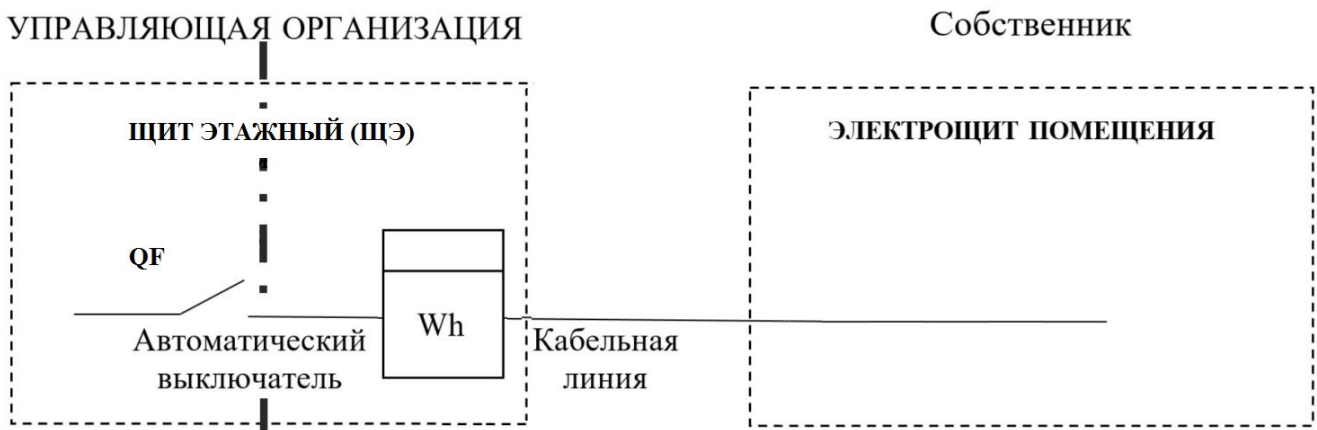 УПРАВЛЯЮЩАЯ ОРГАНИЗАЦИЯ
Собственник
ЩИТ ЭТАЖНЫЙ (ЩЭ)
ЭЛЕКТРОЩИТ ПОМЕЩЕНИЯ
QF
Wh
Автоматический
выключатель
Кабельная
линия